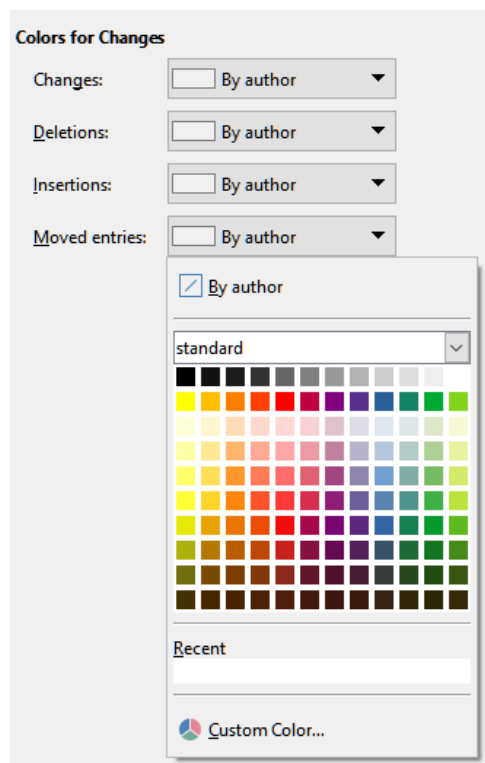 Colors for Changes
Changes: By author
Deletions: By author
Insertions: By author
Moved entries: By author
By author
standard
Recent
Custom Color...